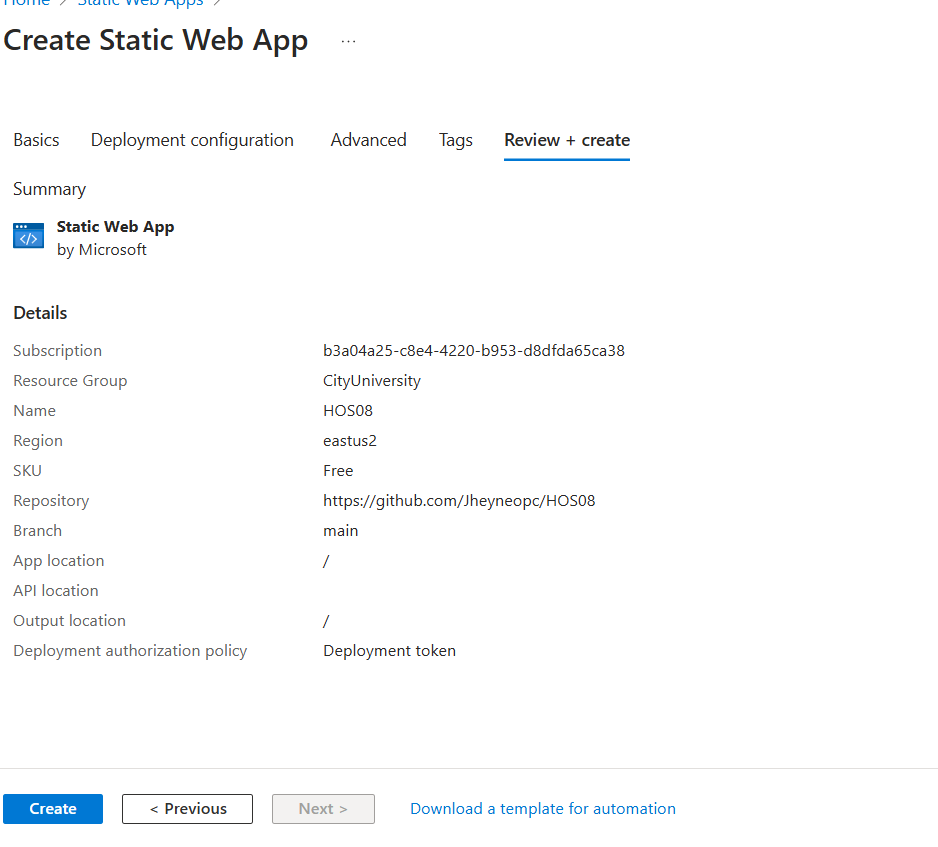 Home > Static Web Apps >
Create Static Web App ...
Basics Deployment configuration Advanced Tags Review + create
Summary
Static Web App
by Microsoft
Details
Subscription b3a04a25-c8e4-4220-b953-d8dfda65ca38
Resource Group CityUniversity
Name HOS08
Region eastus2
SKU Free
Repository https://github.com/Jheyneopc/HOS08
Branch main
App location /
API location
Output location /
Deployment authorization policy Deployment token
Create < Previous Next > Download a template for automation